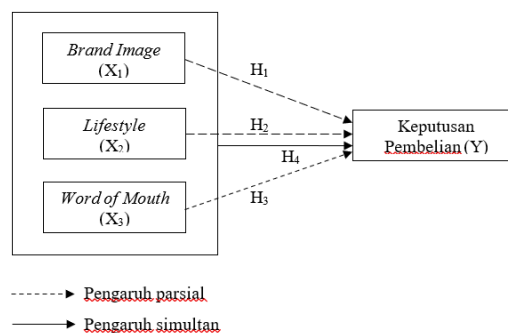 Brand Image
(X₁)
H₁
Lifestyle
(X₂)
H₂
Keputusan
Pembelian (Y)
H₄
Word of Mouth
(X₃)
H₃
Pengaruh parsial
Pengaruh simultan